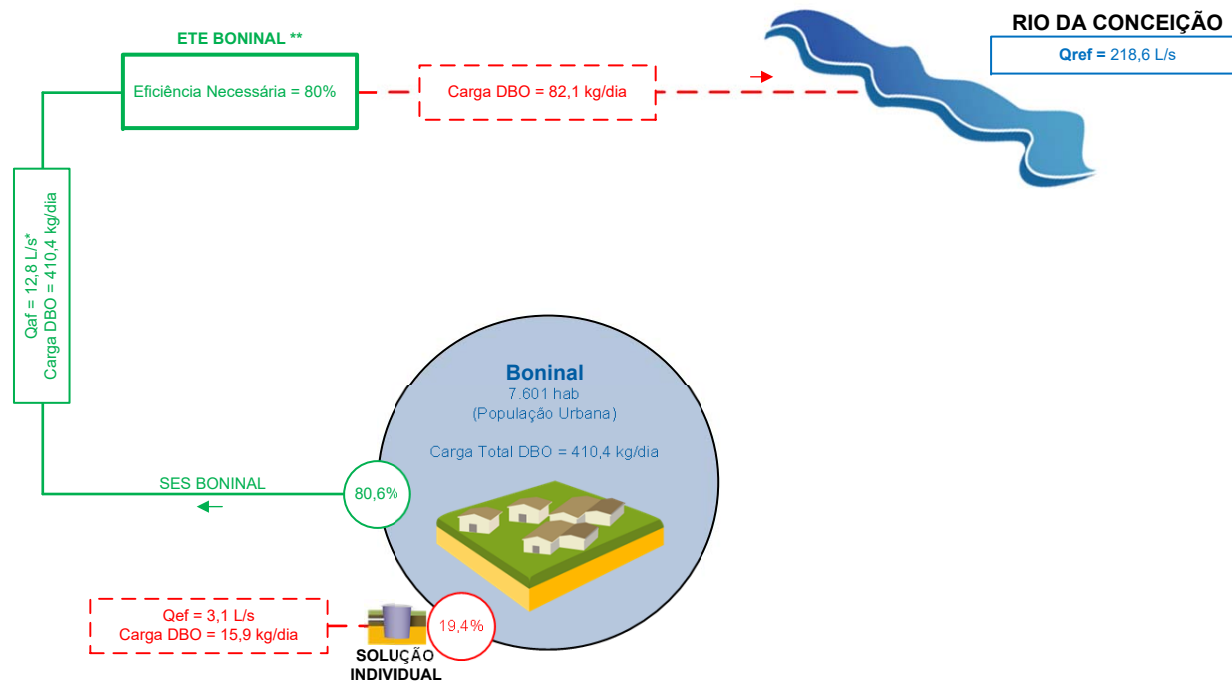 RIO DA CONCEIÇÃO
Qref = 218,6 L/s
ETE BONINAL **
Eficiência Necessária = 80%
Carga DBO = 82,1 kg/dia
Qaf = 12,8 L/s*
Carga DBO = 410,4 kg/dia
Boninal
7.601 hab
(População Urbana)
Carga Total DBO = 410,4 kg/dia
SES BONINAL
80,6%
Qef = 3,1 L/s
Carga DBO = 15,9 kg/dia
19,4%
SOLUÇÃO
INDIVIDUAL